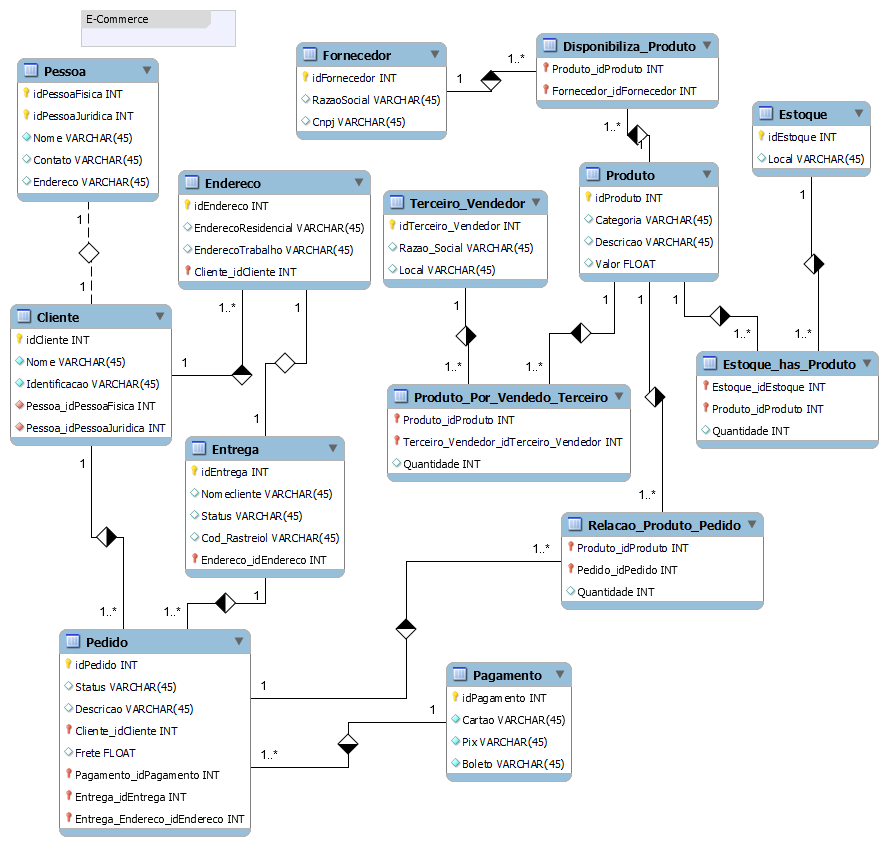 E-Commerce
Pessoa
idPessoaFisica INT
idPessoaJuridica INT
Nome VARCHAR(45)
Contato VARCHAR(45)
Endereco VARCHAR(45)
1
1
Fornecedor
idFornecedor INT
RazaoSocial VARCHAR(45)
Cnpj VARCHAR(45)
1
1..*
Disponibiliza_Produto
Produto_idProduto INT
Fornecedor_idFornecedor INT
1..*
1
Estoque
idEstoque INT
Local VARCHAR(45)
1
1..*
Endereco
idEndereco INT
EnderecoResidencial VARCHAR(45)
EnderecoTrabalho VARCHAR(45)
Cliente_idCliente INT
1..*
1
Terceiro_Vendedor
idTerceiro_Vendedor INT
Razao_Social VARCHAR(45)
Local VARCHAR(45)
1
1..*
Produto
idProduto INT
Categoria VARCHAR(45)
Descricao VARCHAR(45)
Valor FLOAT
1
1
1
1..*
1..*
1..*
Cliente
idCliente INT
Nome VARCHAR(45)
Identificacao VARCHAR(45)
Pessoa_idPessoaFisica INT
Pessoa_idPessoaJuridica INT
1
1
Estoque_has_Produto
Estoque_idEstoque INT
Produto_idProduto INT
Quantidade INT
Produto_Por_Vendedo_Terceiro
Produto_idProduto INT
Terceiro_Vendedor_idTerceiro_Vendedor INT
Quantidade INT
1
Entrega
idEntrega INT
Nomecliente VARCHAR(45)
Status VARCHAR(45)
Cod_Rastreiol VARCHAR(45)
Endereco_idEndereco INT
1
1..*
1..*
Relacao_Produto_Pedido
Produto_idProduto INT
Pedido_idPedido INT
Quantidade INT
1..*
1
Pedido
idPedido INT
Status VARCHAR(45)
Descricao VARCHAR(45)
Cliente_idCliente INT
Frete FLOAT
Pagamento_idPagamento INT
Entrega_idEntrega INT
Entrega_Endereco_idEndereco INT
1..*
1
Pagamento
idPagamento INT
Cartao VARCHAR(45)
Pix VARCHAR(45)
Boleto VARCHAR(45)